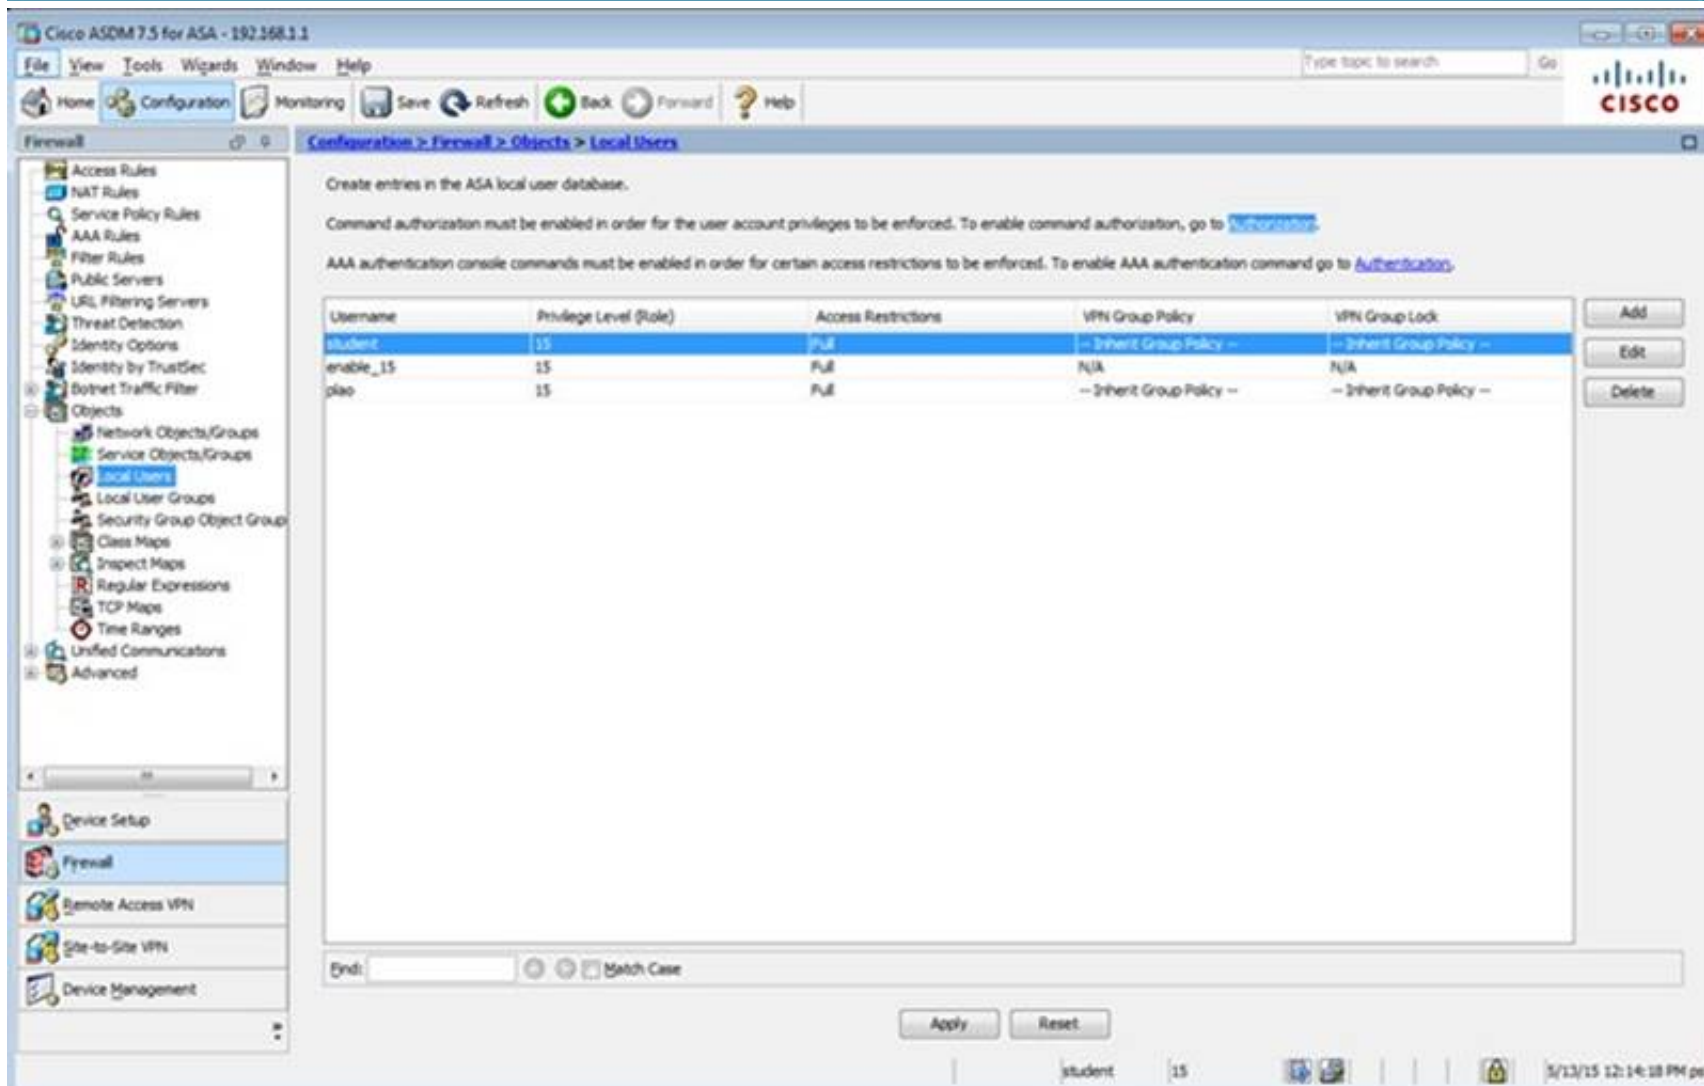 Cisco ASDM 7.5 for ASA - 192.168.1.1
File View Tools Wizards Window Help
Type topic to search Go
Home Configuration Monitoring Save Refresh Back Forward Help
CISCO
Firewall
Configuration > Firewall > Objects > Local Users
Access Rules
NAT Rules
Service Policy Rules
AAA Rules
Filter Rules
Public Servers
URL Filtering Servers
Threat Detection
Identity Options
Identity by TrustSec
Botnet Traffic Filter
Objects
Network Objects/Groups
Service Objects/Groups
Local Users
Local User Groups
Security Group Object Group
Class Maps
Inspect Maps
Regular Expressions
TCP Maps
Time Ranges
Unified Communications
Advanced
Device Setup
Firewall
Remote Access VPN
Site-to-Site VPN
Device Management
Create entries in the ASA local user database.
Command authorization must be enabled in order for the user account privileges to be enforced. To enable command authorization, go to Authorization.
AAA authentication console commands must be enabled in order for certain access restrictions to be enforced. To enable AAA authentication command go to Authentication.
Username Privilege Level (Role) Access Restrictions VPN Group Policy VPN Group Lock
student 15 Full -- Inherit Group Policy -- -- Inherit Group Policy --
enable_15 15 Full N/A N/A
piao 15 Full -- Inherit Group Policy -- -- Inherit Group Policy --
Add
Edit
Delete
Find: Match Case
Apply Reset
student 15 5/13/15 12:14:18 PM